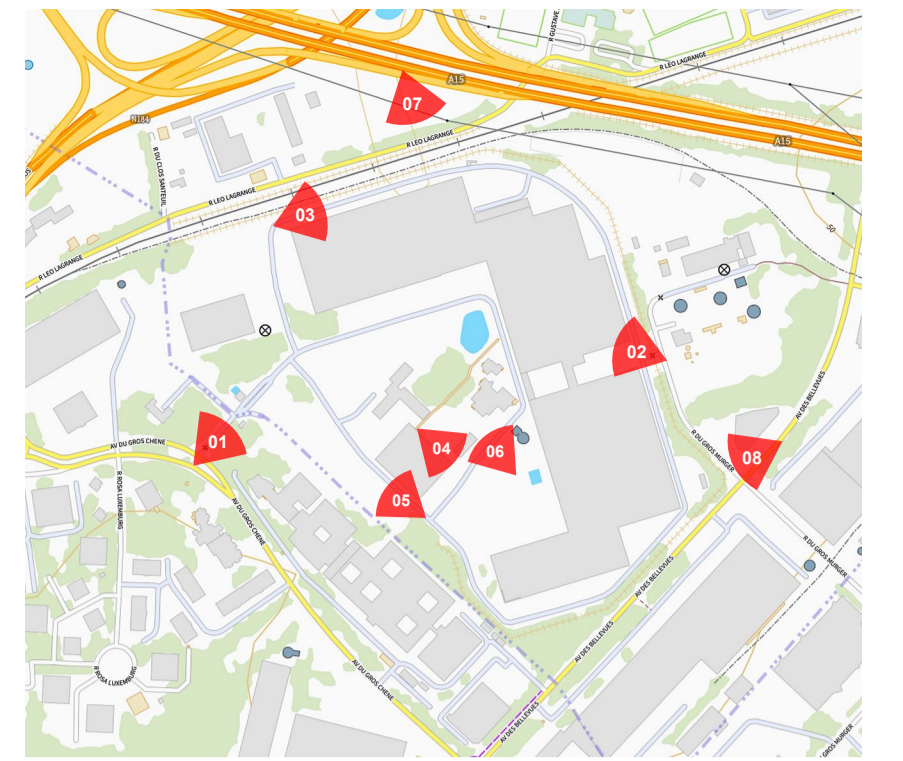 R GUSTAVE
R LEO LAGRANGE
A15
07
N184
R LEO LAGRANGE
A15
R DU CLOS SANTEUIL
R LEO LAGRANGE
03
50
R LEO LAGRANGE
02
AV DES BELLEVUES
01
AV DU GROS CHENE
04
06
R DU GROS MURGER
08
05
R ROSA LUXEMBURG
AV DU GROS CHENE
R DU GROS MURGER
AV DES BELLEVUES
AV DES BELLEVUES
R ROSA LUXEMBURG
AV DU GROS CHENE
AV DES BELLEVUES
R DU GROS MURGER